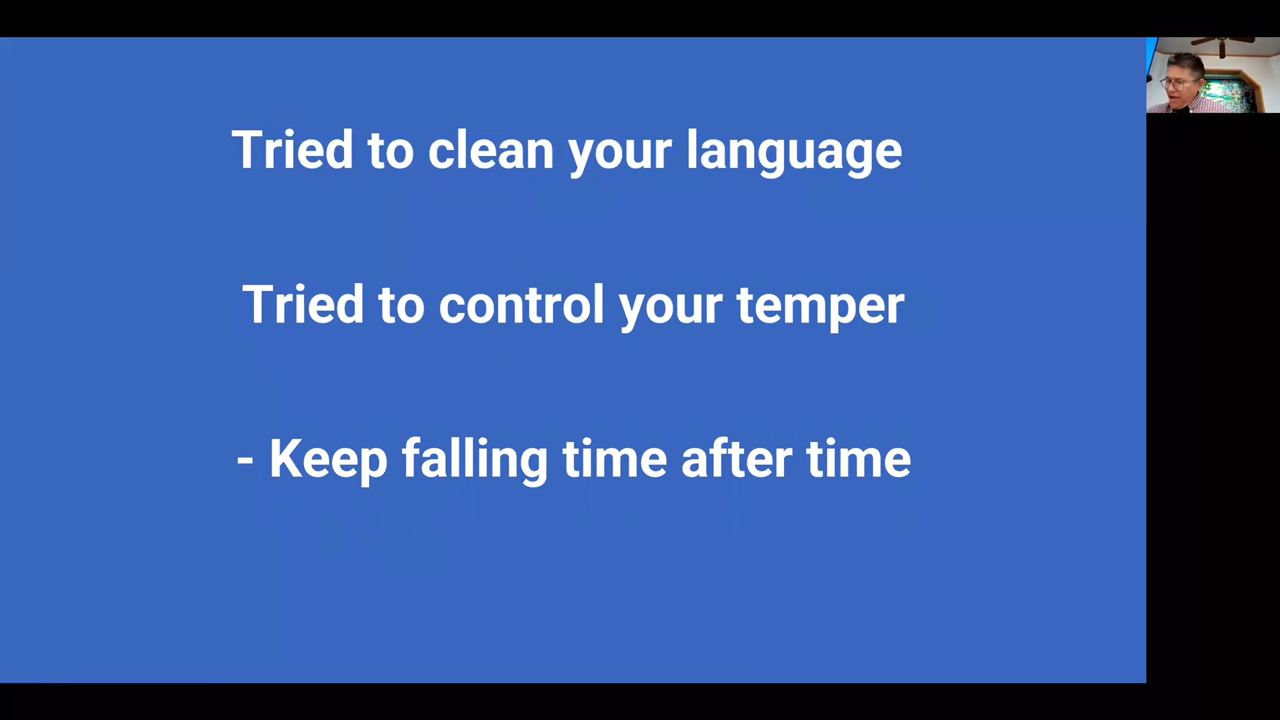 Tried to clean your language
Tried to control your temper
- Keep falling time after time